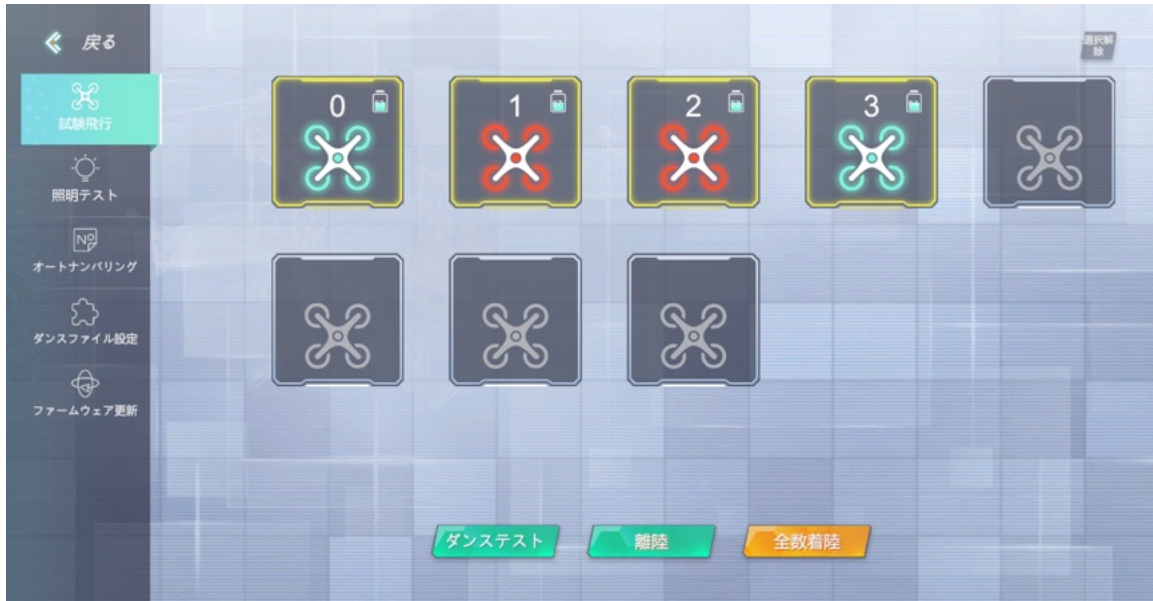 戻る
選択解
除
試験飛行
0
1
2
3
照明テスト
Nº
オートナンバリング
ダンスファイル設定
ファームウェア更新
ダンステスト
離陸
全数着陸